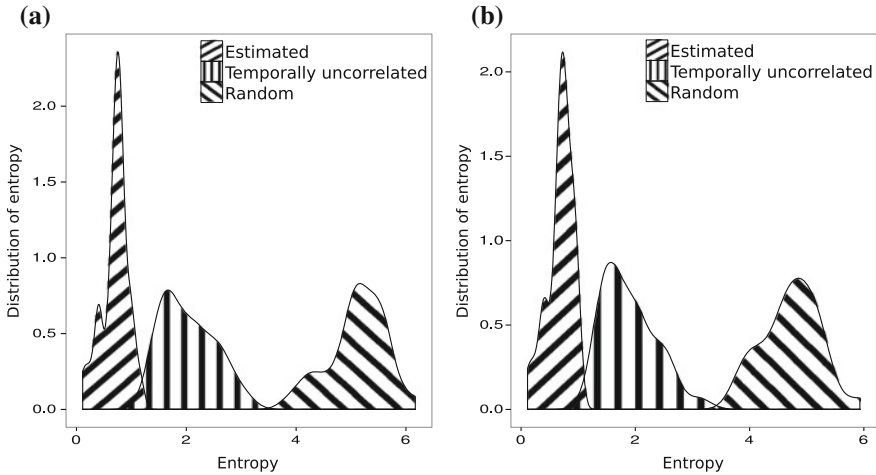 (a)
Estimated
Temporally uncorrelated
Random
2.0
1.5
1.0
0.5
0.0
0 2 4 6
Entropy
Distribution of entropy
(b)
Estimated
Temporally uncorrelated
Random
2.0
1.5
1.0
0.5
0.0
0 2 4 6
Entropy
Distribution of entropy